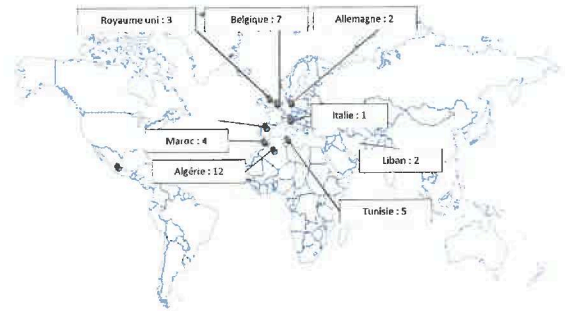 Royaume uni : 3
Belgique : 7
Allemagne : 2
Italie : 1
Maroc : 4
Liban : 2
Algérie : 12
Tunisie : 5